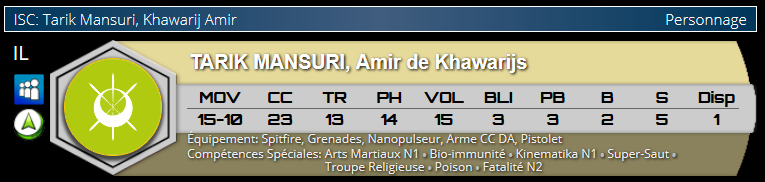 ISC: Tarik Mansuri, Khawarij Amir Personnage
IL
TARIK MANSURI, Amir de Khawarijs
MOV CC TR PH VOL BLI PB B S Disp
15-10 23 13 14 15 3 3 2 5 1
Équipement: Spitfire, Grenades, Nanopulseur, Arme CC DA, Pistolet
Compétences Spéciales: Arts Martiaux N1 • Bio-immunité • Kinematika N1 • Super-Saut •
Troupe Religieuse • Poison • Fatalité N2